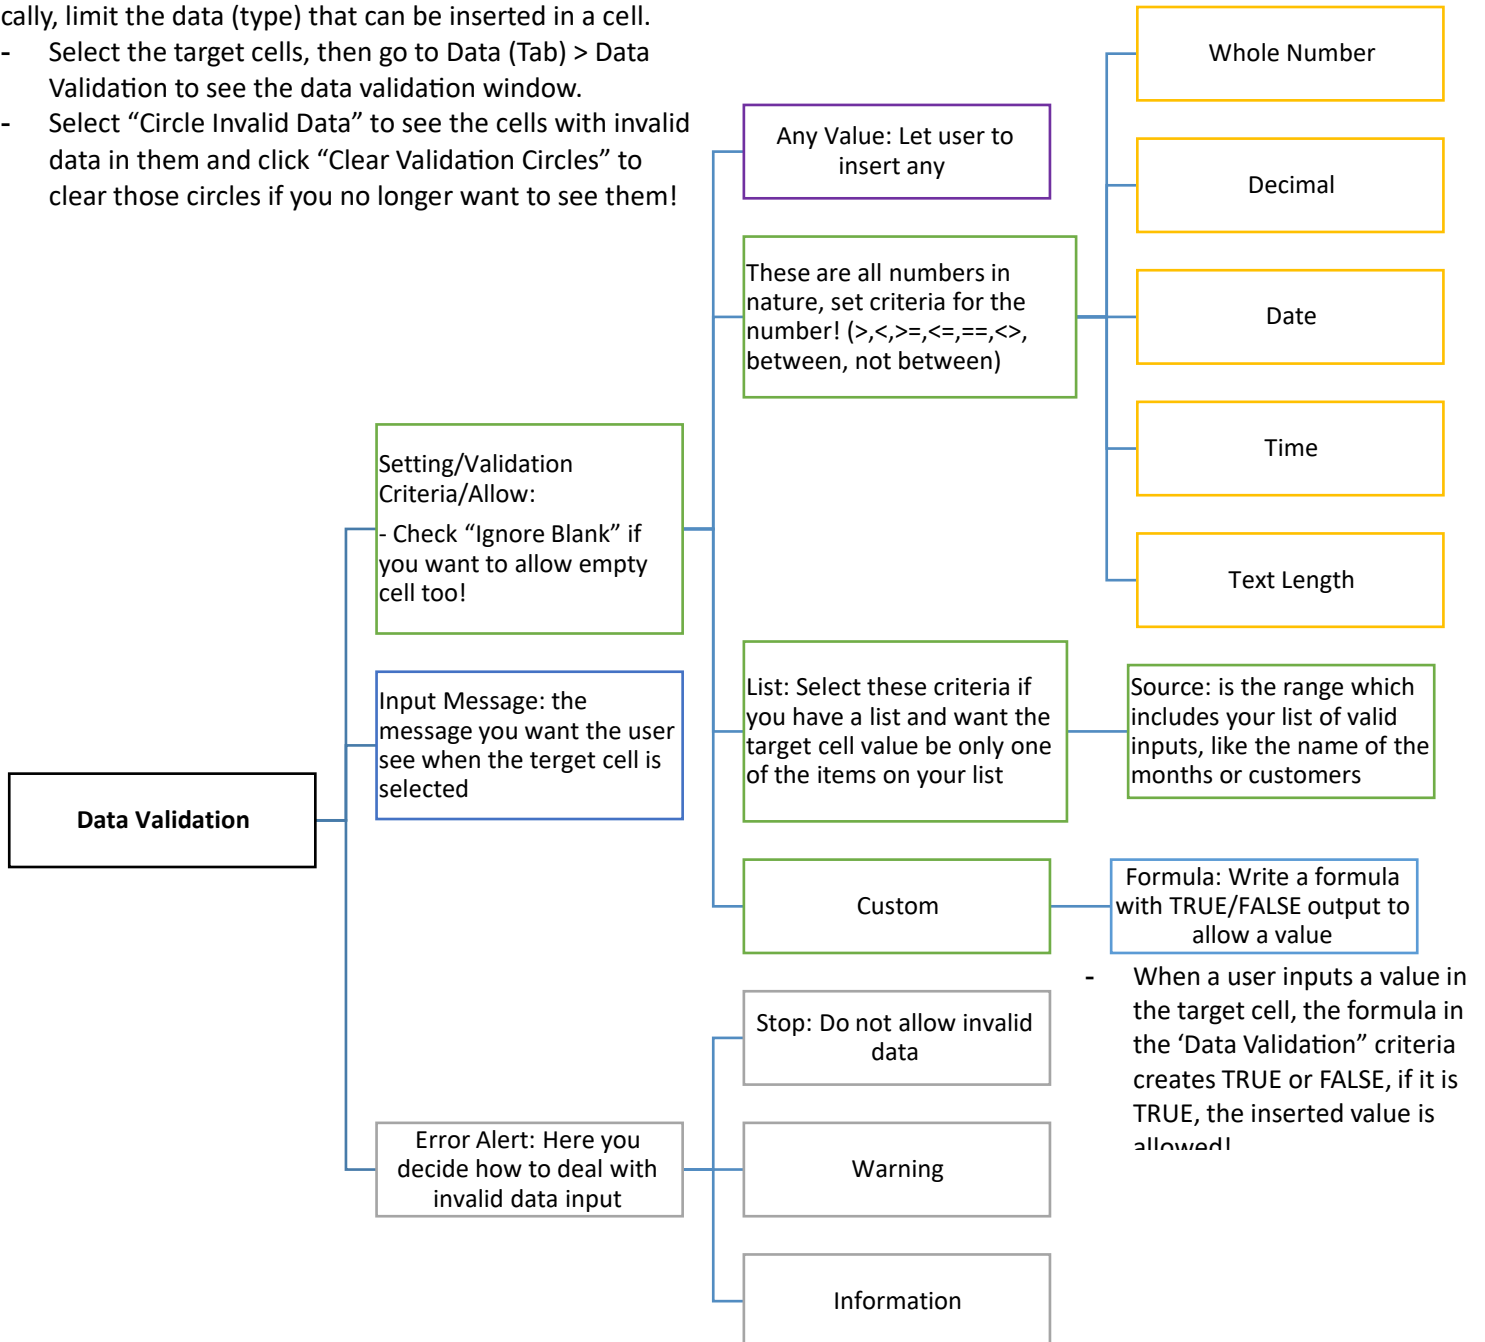 cally, limit the data (type) that can be inserted in a cell.
- Select the target cells, then go to Data (Tab) > Data
Validation to see the data validation window.
- Select “Circle Invalid Data” to see the cells with invalid
data in them and click “Clear Validation Circles” to
clear those circles if you no longer want to see them!
Data Validation
Setting/Validation
Criteria/Allow:
- Check “Ignore Blank” if
you want to allow empty
cell too!
Any Value: Let user to
insert any
These are all numbers in
nature, set criteria for the
number! (>,<,>=,<=,==,<>,
between, not between)
Whole Number
Decimal
Date
Time
Text Length
List: Select these criteria if
you have a list and want the
target cell value be only one
of the items on your list
Source: is the range which
includes your list of valid
inputs, like the name of the
months or customers
Custom
Formula: Write a formula
with TRUE/FALSE output to
allow a value
- When a user inputs a value in
the target cell, the formula in
the ‘Data Validation” criteria
creates TRUE or FALSE, if it is
TRUE, the inserted value is
allowed!
Input Message: the
message you want the user
see when the terget cell is
selected
Error Alert: Here you
decide how to deal with
invalid data input
Stop: Do not allow invalid
data
Warning
Information